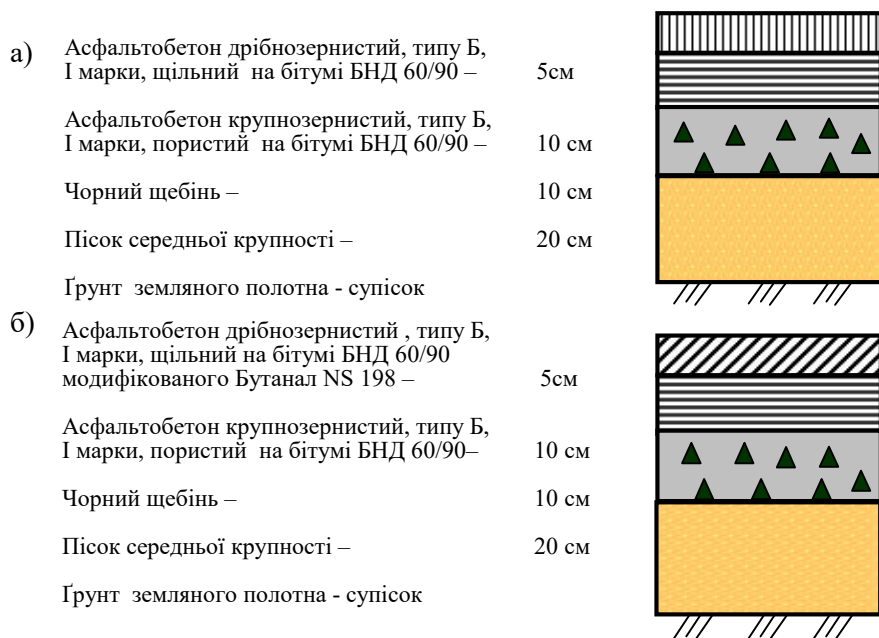 а)
Асфальтобетон дрібнозернистий, типу Б,
І марки, щільний на бітумі БНД 60/90 – 5см
Асфальтобетон крупнозернистий, типу Б,
І марки, пористий на бітумі БНД 60/90 – 10 см
Чорний щебінь – 10 см
Пісок середньої крупності – 20 см
Ґрунт земляного полотна - супісок
б)
Асфальтобетон дрібнозернистий , типу Б,
І марки, щільний на бітумі БНД 60/90
модифікованого Бутанал NS 198 – 5см
Асфальтобетон крупнозернистий, типу Б,
І марки, пористий на бітумі БНД 60/90– 10 см
Чорний щебінь – 10 см
Пісок середньої крупності – 20 см
Ґрунт земляного полотна - супісок